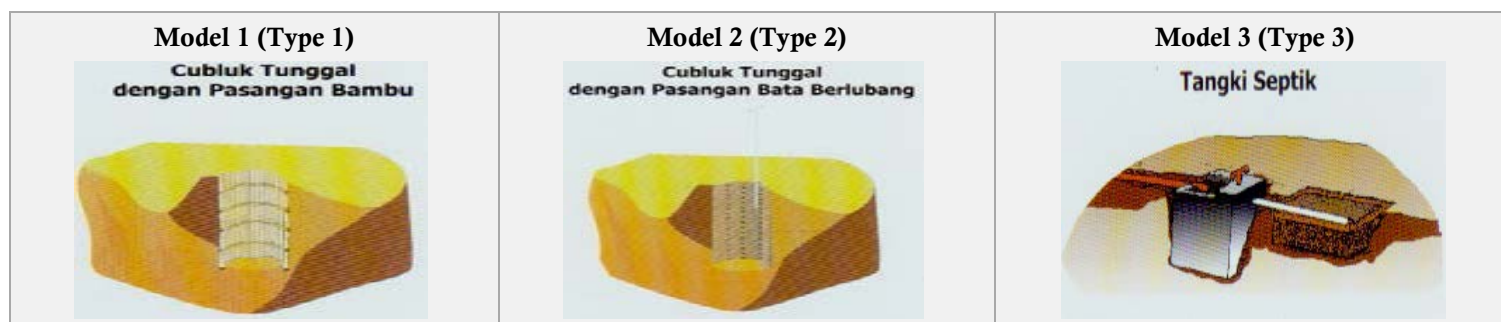 Model 1 (Type 1)
Cubluk Tunggal
dengan Pasangan Bambu
Model 2 (Type 2)
Cubluk Tunggal
dengan Pasangan Bata Berlubang
Model 3 (Type 3)
Tangki Septik